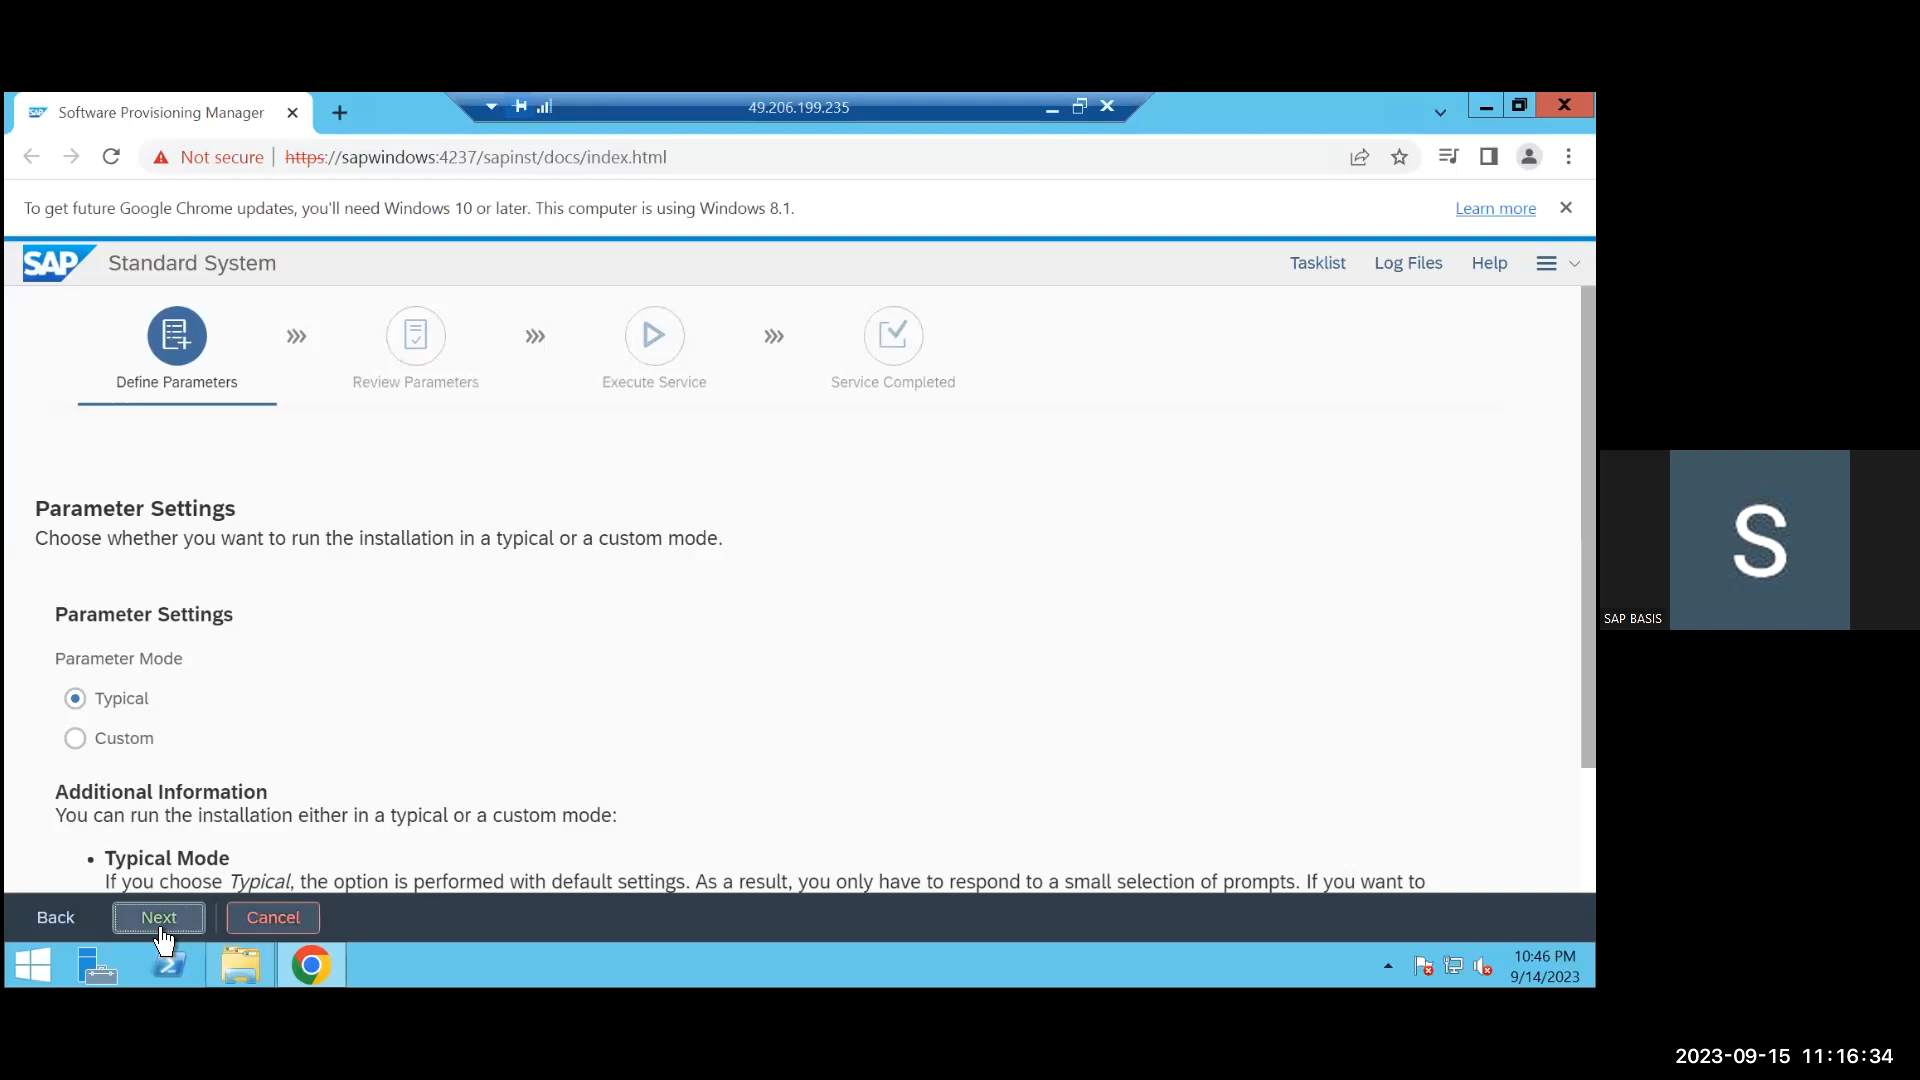 Software Provisioning Manager
49.206.199.235
Not secure
https://sapwindows:4237/sapinst/docs/index.html
To get future Google Chrome updates, you'll need Windows 10 or later. This computer is using Windows 8.1.
Learn more
SAP
Standard System
Tasklist
Log Files
Help
Define Parameters
Review Parameters
Execute Service
Service Completed
Parameter Settings
Choose whether you want to run the installation in a typical or a custom mode.
Parameter Settings
Parameter Mode
Typical
Custom
Additional Information
You can run the installation either in a typical or a custom mode:
• Typical Mode
If you choose Typical, the option is performed with default settings. As a result, you only have to respond to a small selection of prompts. If you want to
Back
Next
Cancel
10:46 PM
9/14/2023
S
SAP BASIS
2023-09-15 11:16:34